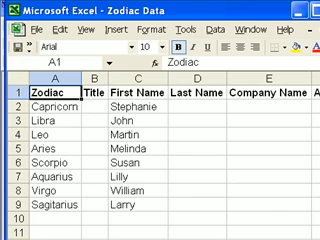 Microsoft Excel - Zodiac Data
File Edit View Insert Format Tools Data Window Help
Arial 10 B I U
A1 Zodiac
A B C D E
1 Zodiac Title First Name Last Name Company Name A
2 Capricorn Stephanie
3 Libra John
4 Leo Martin
5 Aries Melinda
6 Scorpio Susan
7 Aquarius Lilly
8 Virgo William
9 Sagitarius Larry
10
11